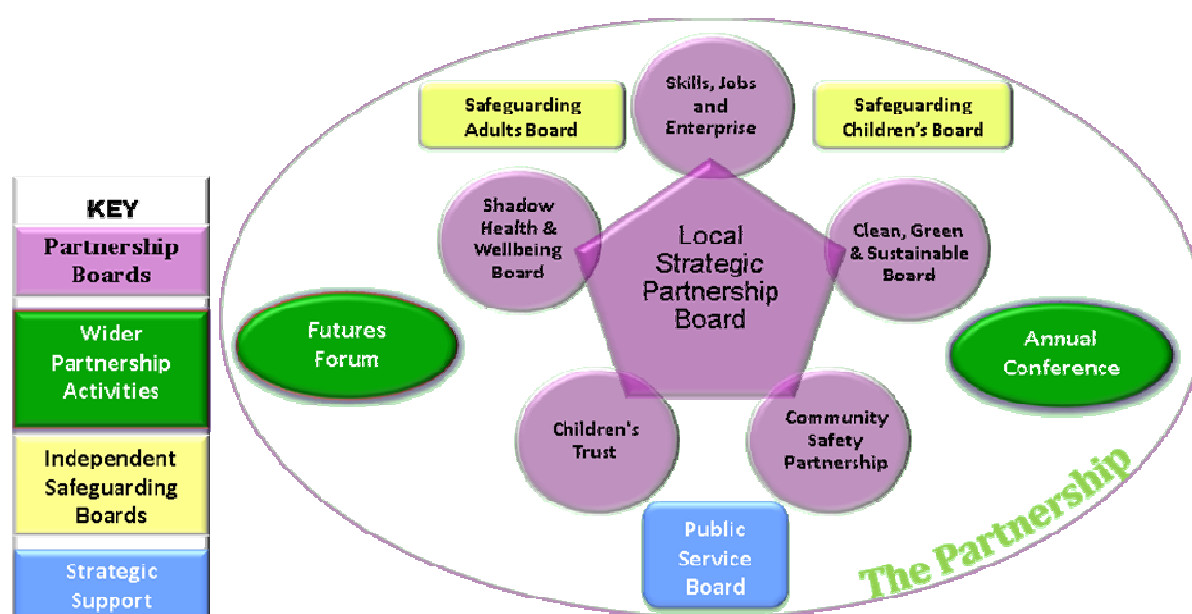 KEY
Partnership
Boards
Wider
Partnership
Activities
Independent
Safeguarding
Boards
Strategic
Support
Safeguarding
Adults Board
Skills, Jobs
and
Enterprise
Safeguarding
Children's Board
Shadow
Health &
Wellbeing
Board
Local
Strategic
Partnership
Board
Clean, Green
& Sustainable
Board
Futures
Forum
Annual
Conference
Children's
Trust
Community
Safety
Partnership
Public
Service
Board
The Partnership